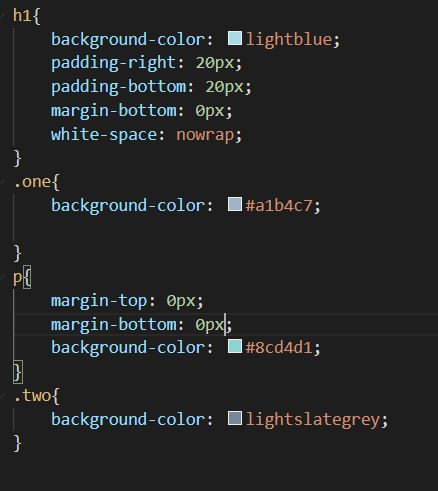 h1{
    background-color: lightblue;
    padding-right: 20px;
    padding-bottom: 20px;
    margin-bottom: 0px;
    white-space: nowrap;
}
.one{
    background-color: #a1b4c7;

}
p{
    margin-top: 0px;
    margin-bottom: 0px;
    background-color: #8cd4d1;
}
.two{
    background-color: lightslategrey;
}